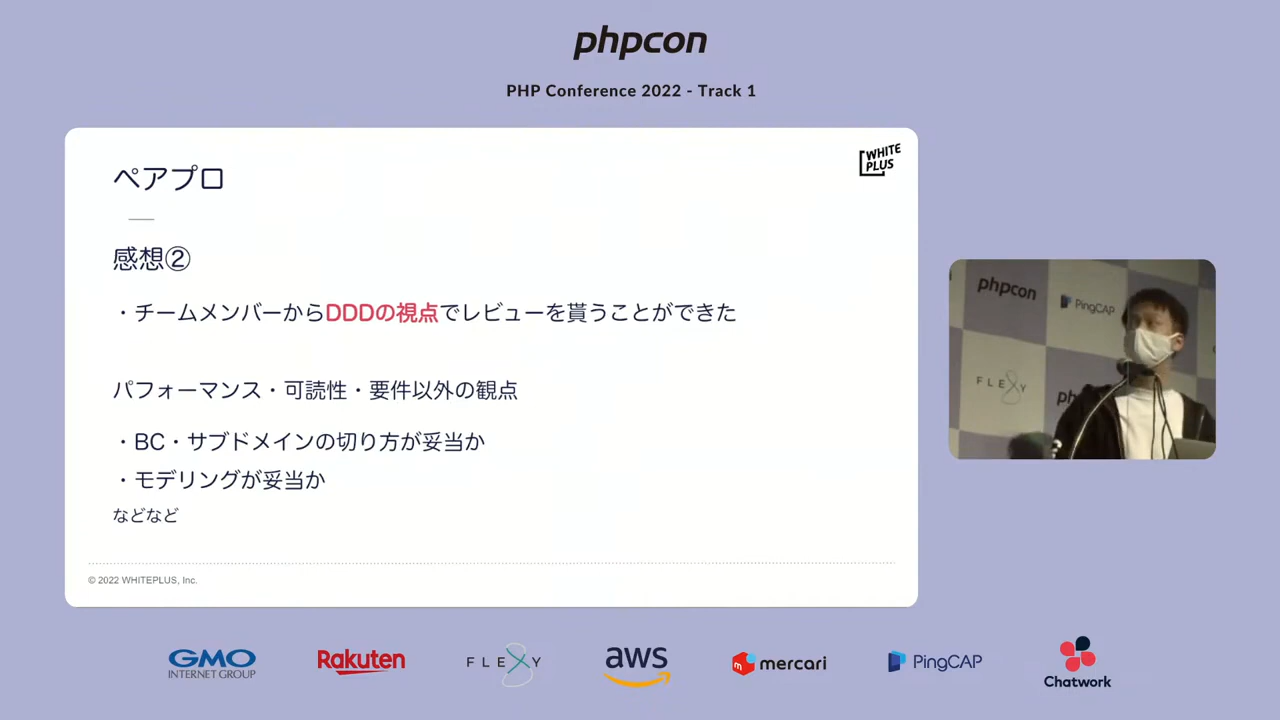 phpcon
PHP Conference 2022 - Track 1
WHITE
PLUS
ペアプロ
感想②
・チームメンバーからDDDの視点でレビューを貰うことができた
パフォーマンス・可読性・要件以外の観点
・BC・サブドメインの切り方が妥当か
・モデリングが妥当か
などなど
© 2022 WHITEPLUS, Inc.
phpcon
PingCAP
FLEXY
GMO
INTERNET GROUP
Rakuten
FLEXY
aws
mercari
PingCAP
Chatwork